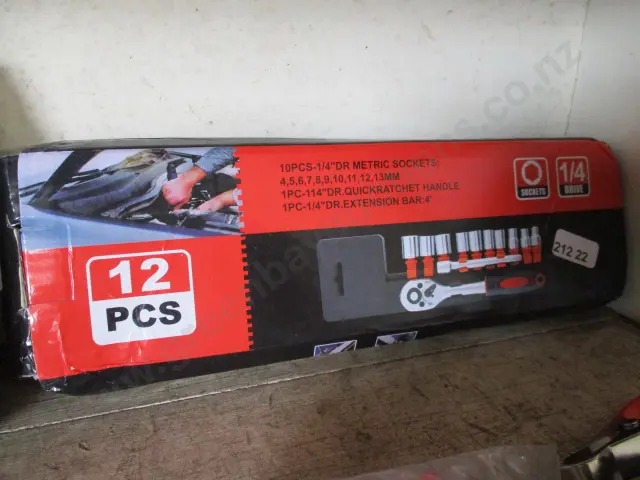 10PCS-1/4"DR METRIC SOCKETS:
4,5,6,7,8,9,10,11,12,13MM
1PC-114"DR.QUICKRATCHET HANDLE
1PC-1/4"DR.EXTENSION BAR:4'
SOCKETS
1/4
DRIVE
12
PCS
212 22